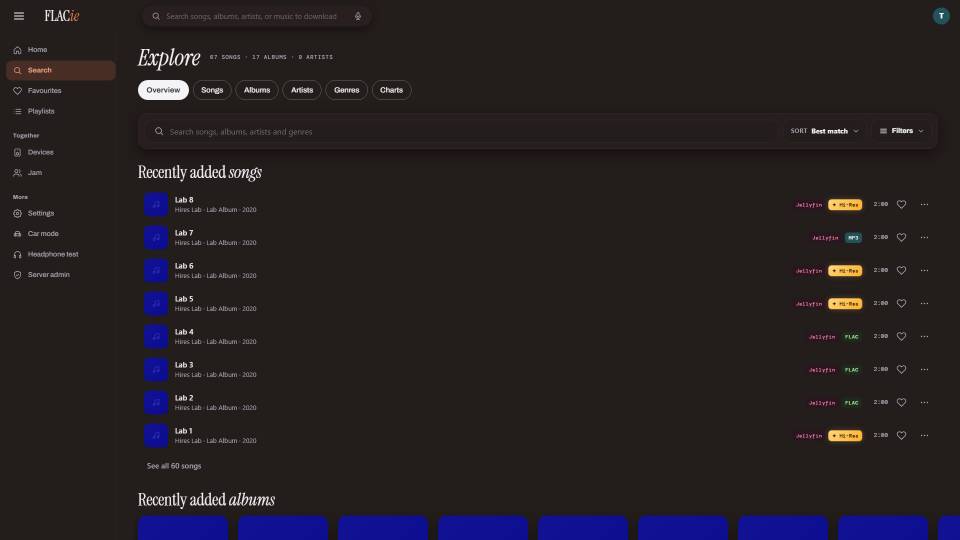 FLACie
Search songs, albums, artists, or music to download
T
Home
Search
Favourites
Playlists
Together
Devices
Jam
More
Settings
Car mode
Headphone test
Server admin
Explore
67 SONGS · 17 ALBUMS · 9 ARTISTS
Overview
Songs
Albums
Artists
Genres
Charts
Search songs, albums, artists and genres
SORT Best match
Filters
Recently added songs
Lab 8
Hires Lab · Lab Album · 2020
Jellyfin
✦ Hi-Res
2:00
Lab 7
Hires Lab · Lab Album · 2020
Jellyfin
MP3
2:00
Lab 6
Hires Lab · Lab Album · 2020
Jellyfin
✦ Hi-Res
2:00
Lab 5
Hires Lab · Lab Album · 2020
Jellyfin
✦ Hi-Res
2:00
Lab 4
Hires Lab · Lab Album · 2020
Jellyfin
FLAC
2:00
Lab 3
Hires Lab · Lab Album · 2020
Jellyfin
FLAC
2:00
Lab 2
Hires Lab · Lab Album · 2020
Jellyfin
FLAC
2:00
Lab 1
Hires Lab · Lab Album · 2020
Jellyfin
✦ Hi-Res
2:00
See all 60 songs
Recently added albums